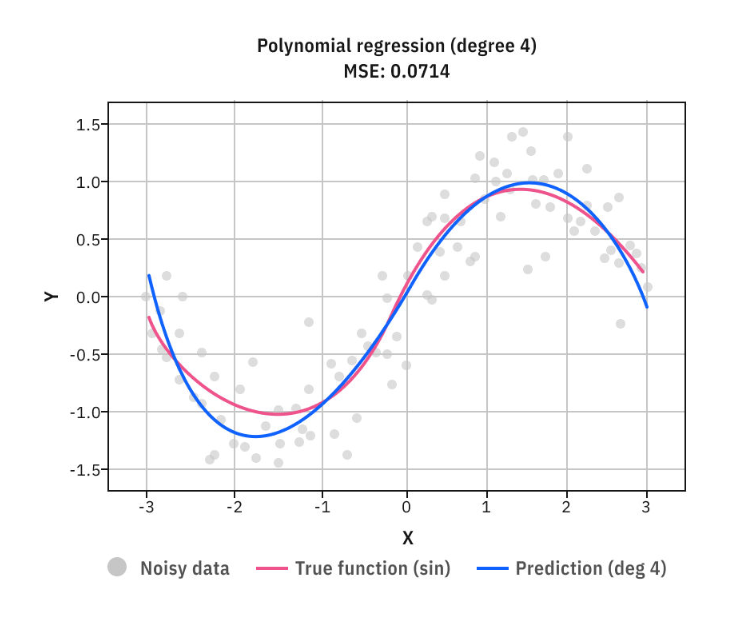 Polynomial regression (degree 4)
MSE: 0.0714
1.5
1.0
0.5
0.0
-0.5
-1.0
-1.5
Y
-3 -2 -1 0 1 2 3
X
Noisy data True function (sin) Prediction (deg 4)